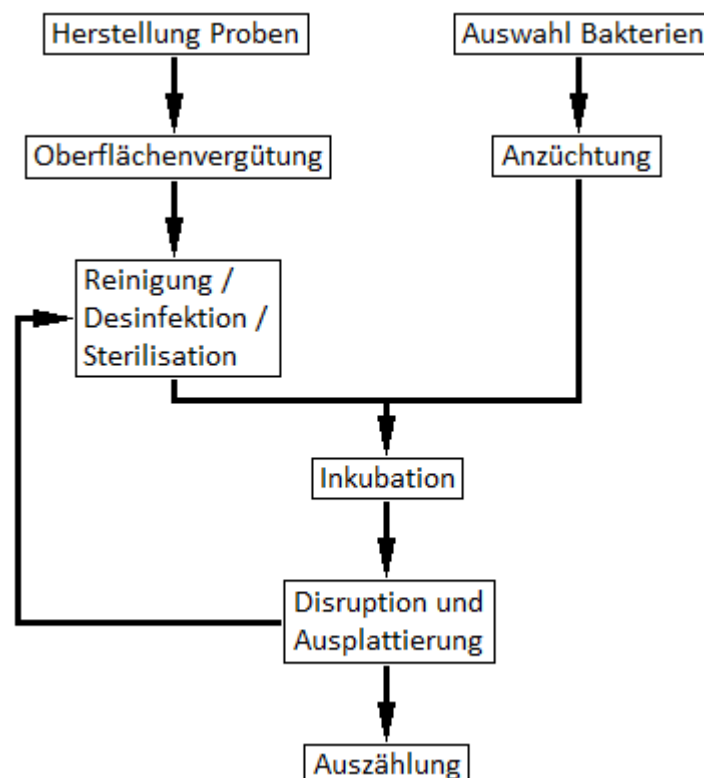 Herstellung Proben
Auswahl Bakterien
Oberflächenvergütung
Anzüchtung
Reinigung /
Desinfektion /
Sterilisation
Inkubation
Disruption und
Ausplattierung
Auszählung